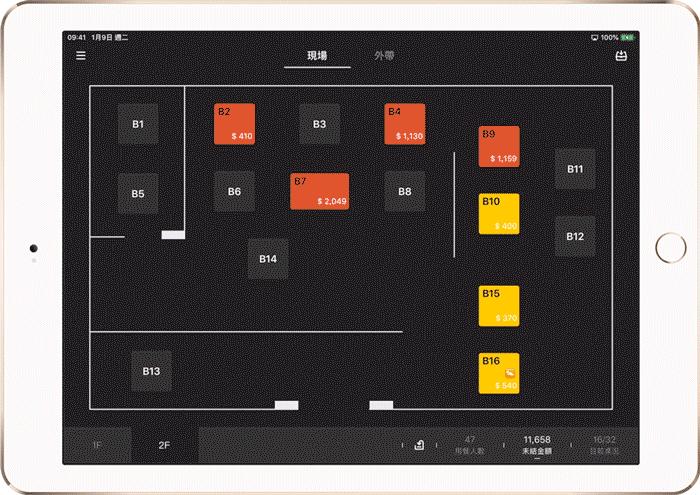 09:41 1月9日 週二
100%
現場 外帶
B1
B2
$ 410
B3
B4
$ 1,130
B5
B6
B7
$ 2,049
B8
B9
$ 1,159
B10
$ 400
B11
B12
B14
B15
$ 370
B13
B16
$ 540
1F 2F
47
用餐人數
11,658
未結金額
16/32
目前桌況